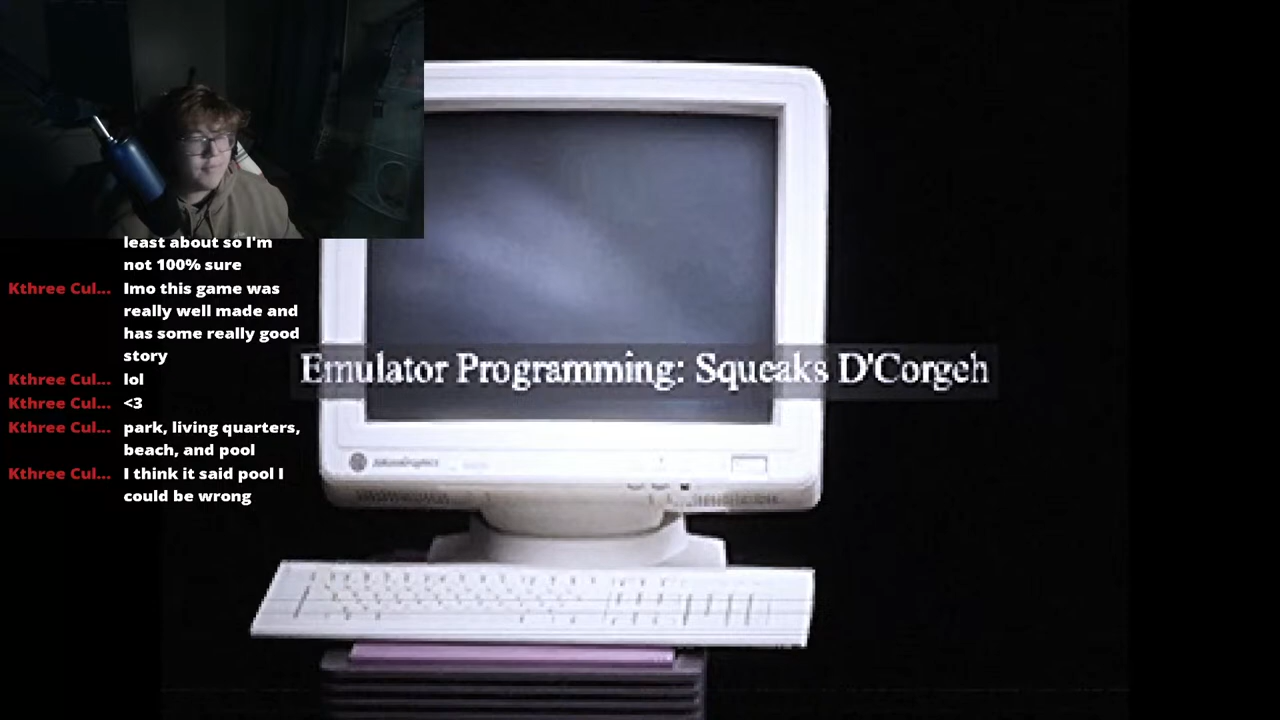 least about so I'm
not 100% sure
Kthree Cul... Imo this game was
really well made and
has some really good
story
Kthree Cul... lol
Kthree Cul... <3
Kthree Cul... park, living quarters,
beach, and pool
Kthree Cul... I think it said pool I
could be wrong
Emulator Programming: Squeaks D'Corgeh